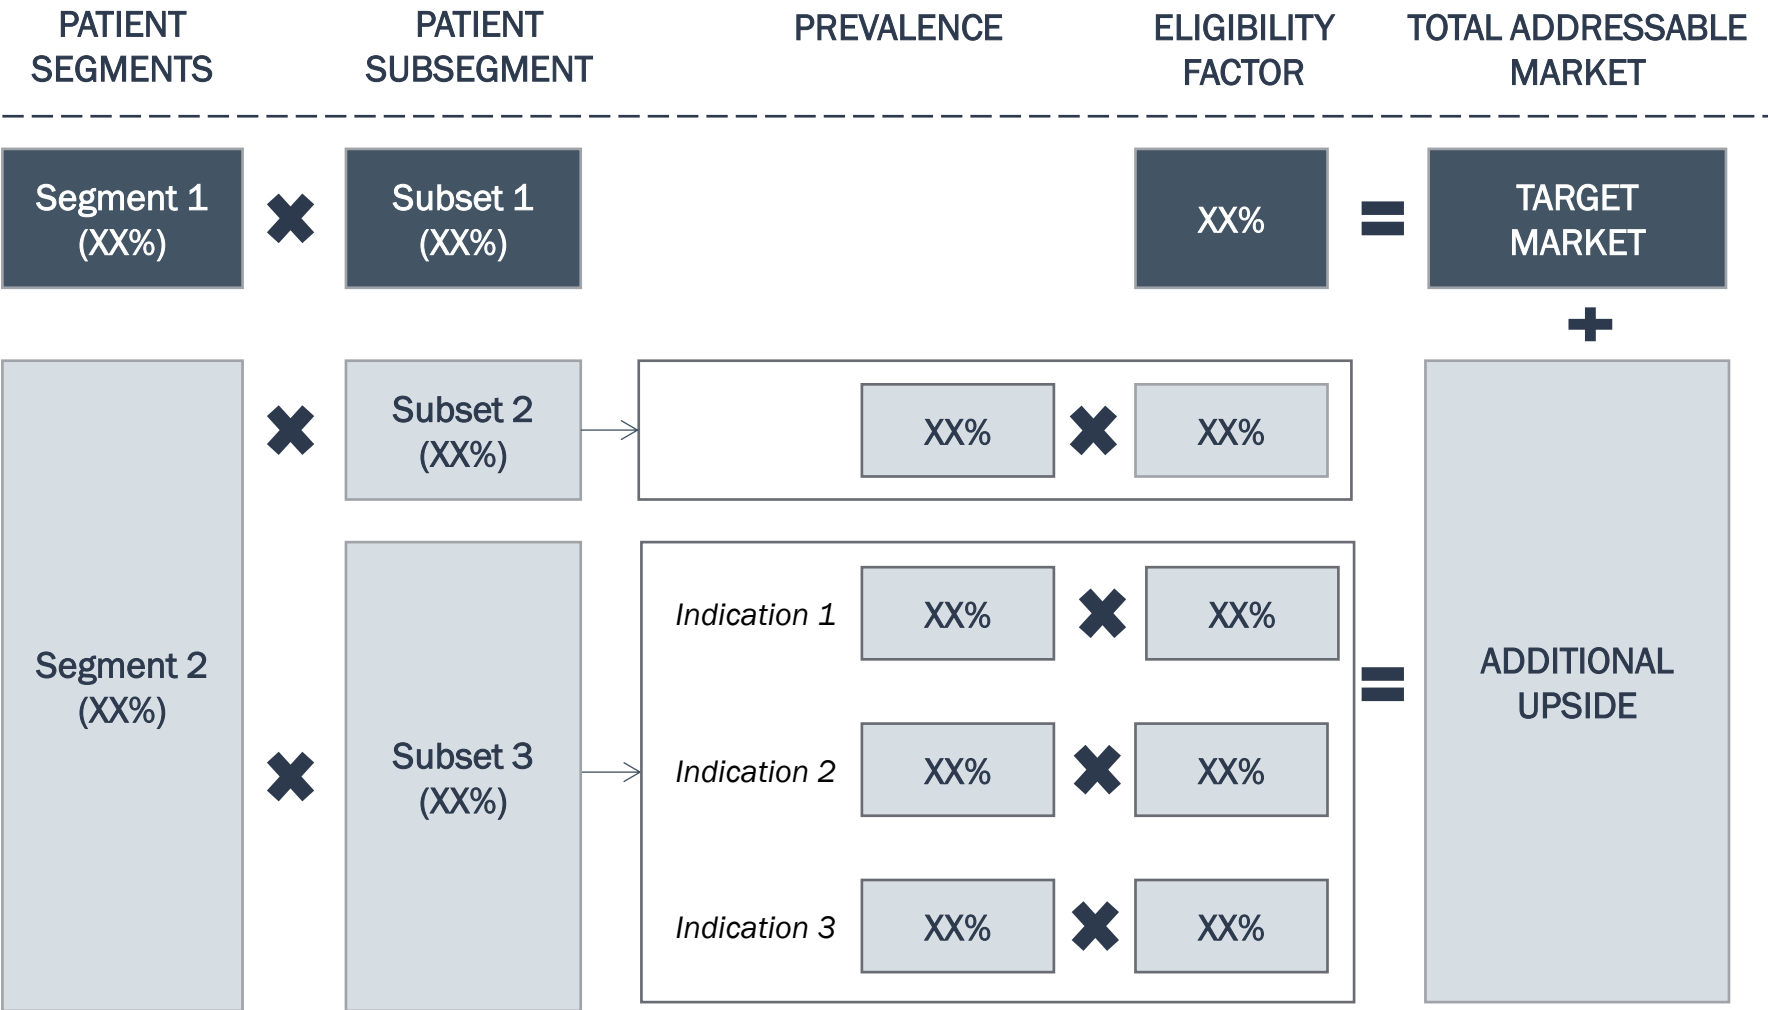 PATIENT
SEGMENTS
PATIENT
SUBSEGMENT
PREVALENCE
ELIGIBILITY
FACTOR
TOTAL ADDRESSABLE
MARKET
Segment 1
(XX%)
Subset 1
(XX%)
XX%
TARGET
MARKET
Segment 2
(XX%)
Subset 2
(XX%)
XX%
XX%
Subset 3
(XX%)
Indication 1
XX%
XX%
Indication 2
XX%
XX%
Indication 3
XX%
XX%
ADDITIONAL
UPSIDE